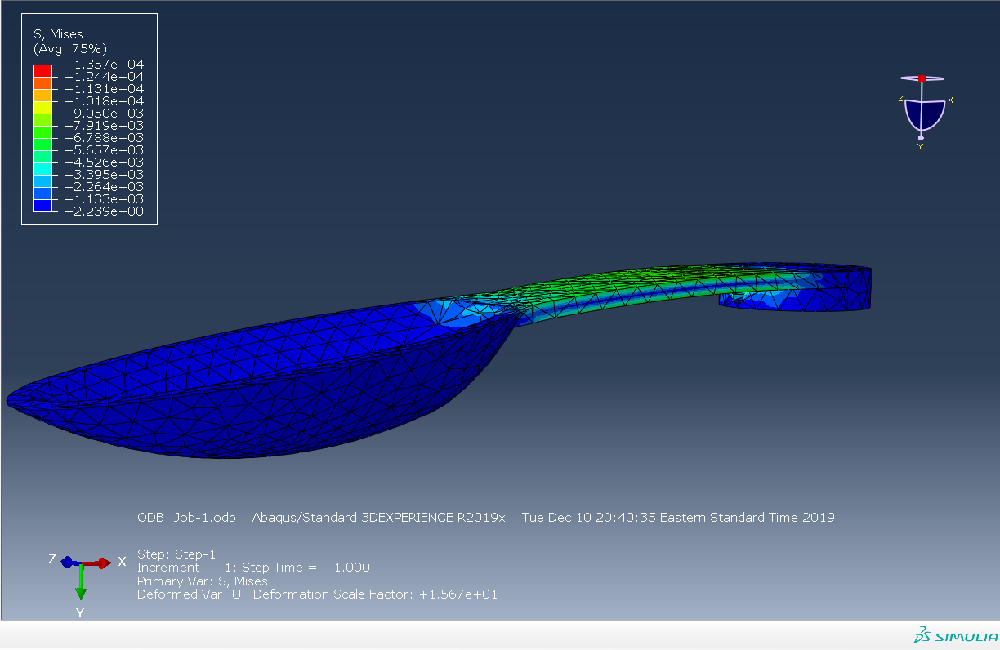 S, Mises
(Avg: 75%)
+1.357e+04
+1.244e+04
+1.131e+04
+1.018e+04
+9.050e+03
+7.919e+03
+6.788e+03
+5.657e+03
+4.526e+03
+3.395e+03
+2.264e+03
+1.133e+03
+2.239e+00
Z X
Y
ODB: Job-1.odb Abaqus/Standard 3DEXPERIENCE R2019x Tue Dec 10 20:40:35 Eastern Standard Time 2019
Z X
Y
Step: Step-1
Increment 1: Step Time = 1.000
Primary Var: S, Mises
Deformed Var: U Deformation Scale Factor: +1.567e+01
SIMULIA